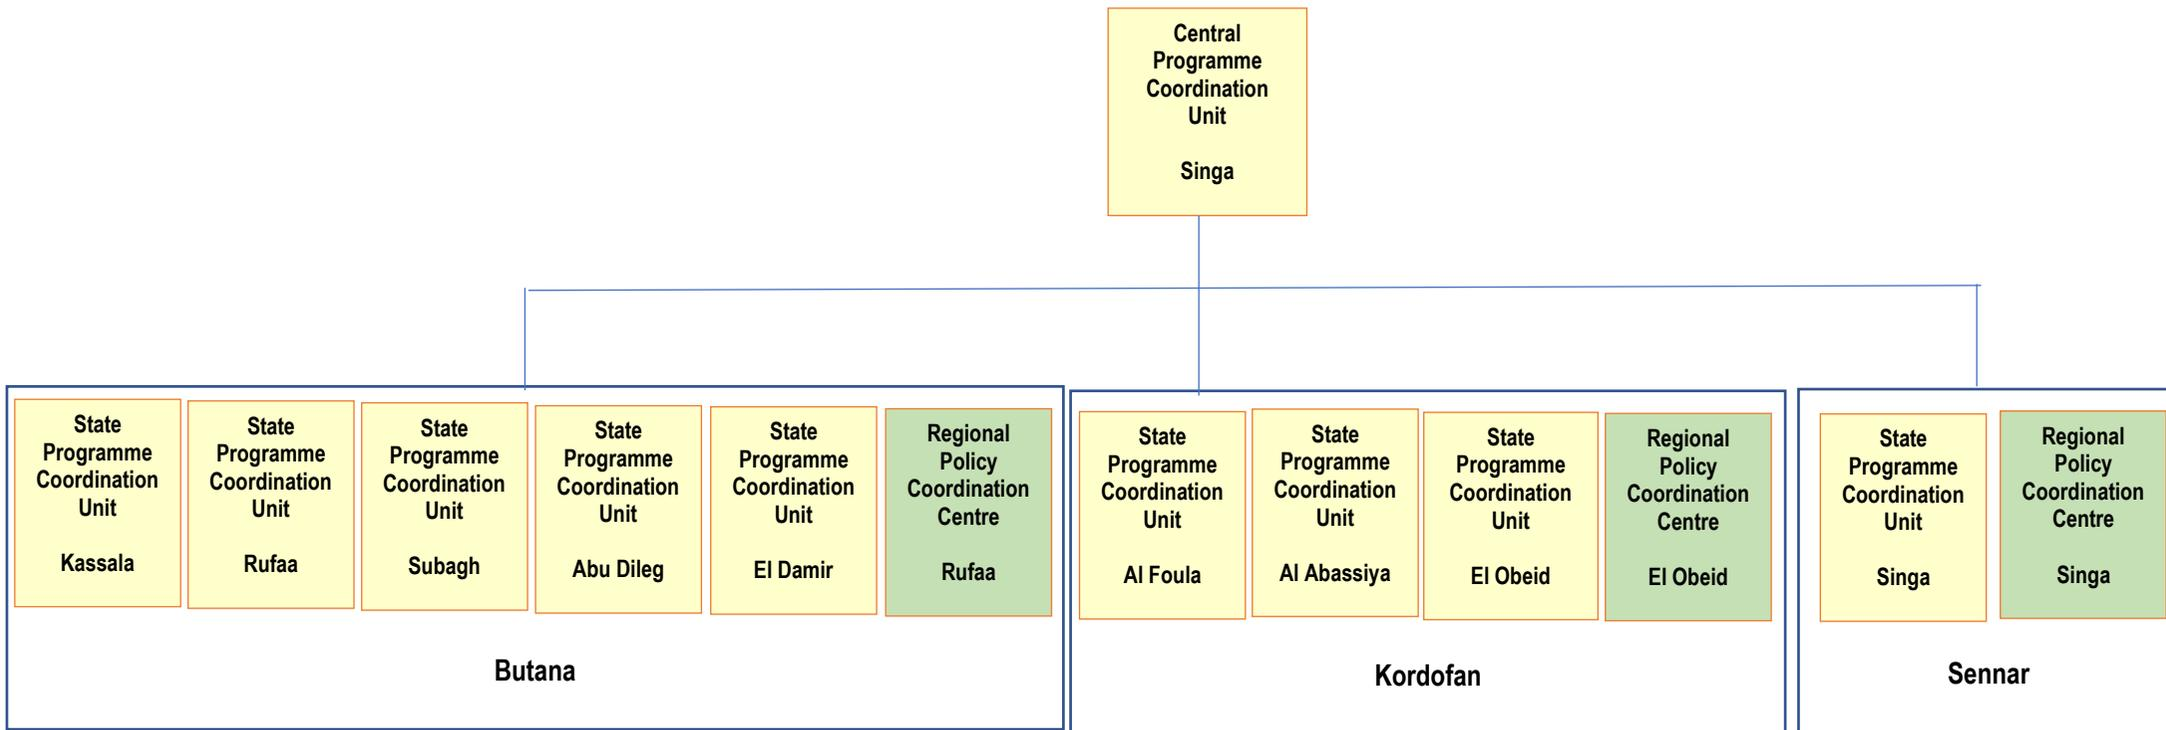 Central
Programme
Coordination
Unit
Singa
State
Programme
Coordination
Unit
Kassala
State
Programme
Coordination
Unit
Rufaa
State
Programme
Coordination
Unit
Subagh
State
Programme
Coordination
Unit
Abu Dileg
State
Programme
Coordination
Unit
El Damir
Regional
Policy
Coordination
Centre
Rufaa
Butana
State
Programme
Coordination
Unit
Al Foula
State
Programme
Coordination
Unit
Al Abassiya
State
Programme
Coordination
Unit
El Obeid
Regional
Policy
Coordination
Centre
El Obeid
Kordofan
State
Programme
Coordination
Unit
Singa
Regional
Policy
Coordination
Centre
Singa
Sennar